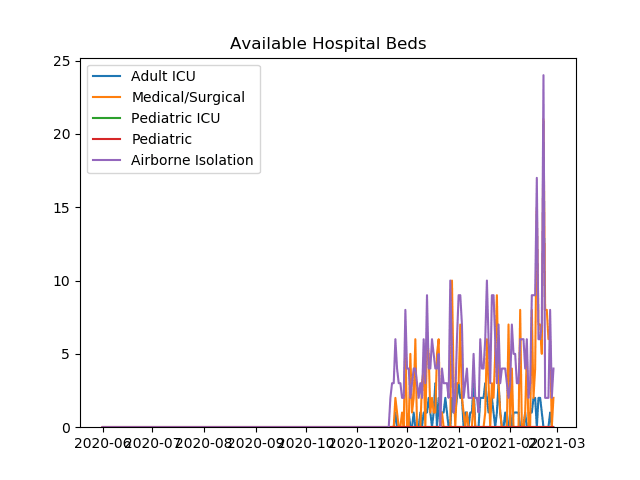 Available Hospital Beds
25
20
15
10
5
0
Adult ICU
Medical/Surgical
Pediatric ICU
Pediatric
Airborne Isolation
2020-06 2020-07 2020-08 2020-09 2020-10 2020-11 2020-12 2021-01 2021-02 2021-03